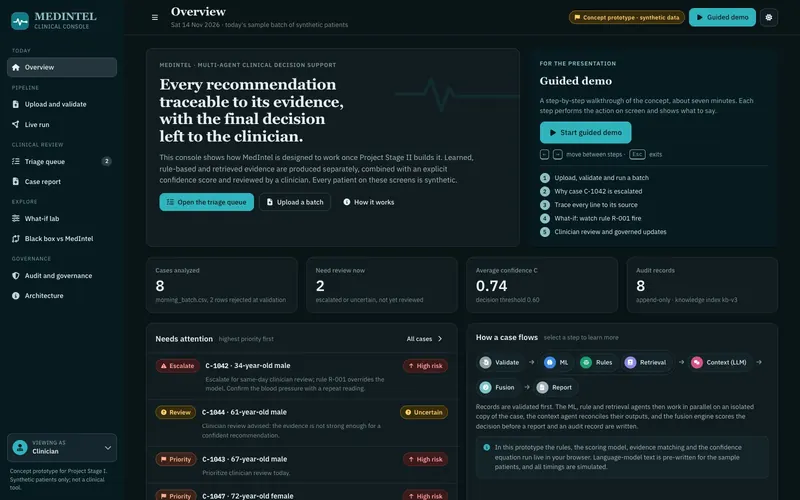 MEDINTEL
CLINICAL CONSOLE
TODAY
Overview
PIPELINE
Upload and validate
Live run
CLINICAL REVIEW
Triage queue
2
Case report
EXPLORE
What-if lab
Black box vs MedIntel
GOVERNANCE
Audit and governance
Architecture
VIEWING AS
Clinician
Concept prototype for Project Stage I.
Synthetic patients only; not a clinical
tool.
Overview
Sat 14 Nov 2026 · today's sample batch of synthetic patients
Concept prototype · synthetic data
Guided demo
MEDINTEL · MULTI-AGENT CLINICAL DECISION SUPPORT
Every recommendation
traceable to its evidence,
with the final decision
left to the clinician.
This console shows how MedIntel is designed to work once Project Stage II builds it. Learned,
rule-based and retrieved evidence are produced separately, combined with an explicit
confidence score and reviewed by a clinician. Every patient on these screens is synthetic.
Open the triage queue
Upload a batch
How it works
FOR THE PRESENTATION
Guided demo
A step-by-step walkthrough of the concept, about seven minutes. Each
step performs the action on screen and shows what to say.
Start guided demo
← → move between steps · Esc exits
1 Upload, validate and run a batch
2 Why case C-1042 is escalated
3 Trace every line to its source
4 What-if: watch rule R-001 fire
5 Clinician review and governed updates
Cases analyzed
8
morning_batch.csv, 2 rows rejected at validation
Need review now
2
escalated or uncertain, not yet reviewed
Average confidence C
0.74
decision threshold 0.60
Audit records
8
append-only · knowledge index kb-v3
Needs attention highest priority first
All cases
Escalate C-1042 · 34-year-old male High risk
Escalate for same-day clinician review; rule R-001 overrides the
model. Confirm the blood pressure with a repeat reading.
Review C-1044 · 61-year-old male Uncertain
Clinician review advised: the evidence is not strong enough for a
confident recommendation.
Priority C-1043 · 67-year-old male High risk
Prioritize clinician review today.
Priority C-1047 · 72-year-old female High risk
How a case flows select a step to learn more
Validate → ML Rules Retrieval → Context (LLM) →
Fusion → Report
Records are validated first. The ML, rule and retrieval agents then work in parallel on an isolated
copy of the case, the context agent reconciles their outputs, and the fusion engine scores the
decision before a report and an audit record are written.
In this prototype the rules, the scoring model, evidence matching and the confidence
equation run live in your browser. Language-model text is pre-written for the sample
patients, and all timings are simulated.